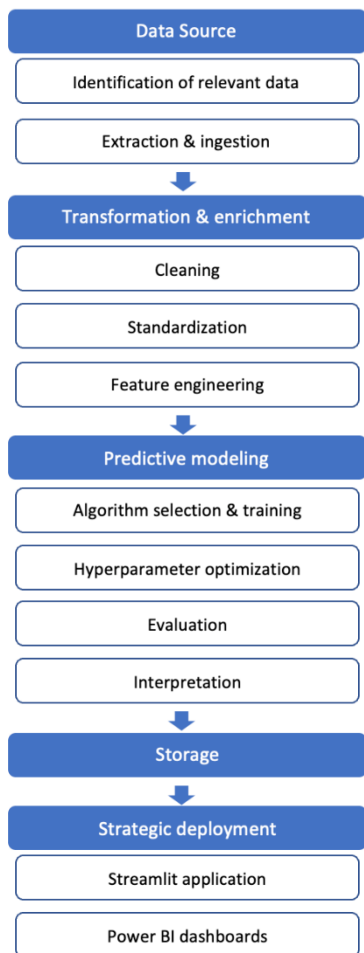 Data Source
Identification of relevant data
Extraction & ingestion
Transformation & enrichment
Cleaning
Standardization
Feature engineering
Predictive modeling
Algorithm selection & training
Hyperparameter optimization
Evaluation
Interpretation
Storage
Strategic deployment
Streamlit application
Power BI dashboards